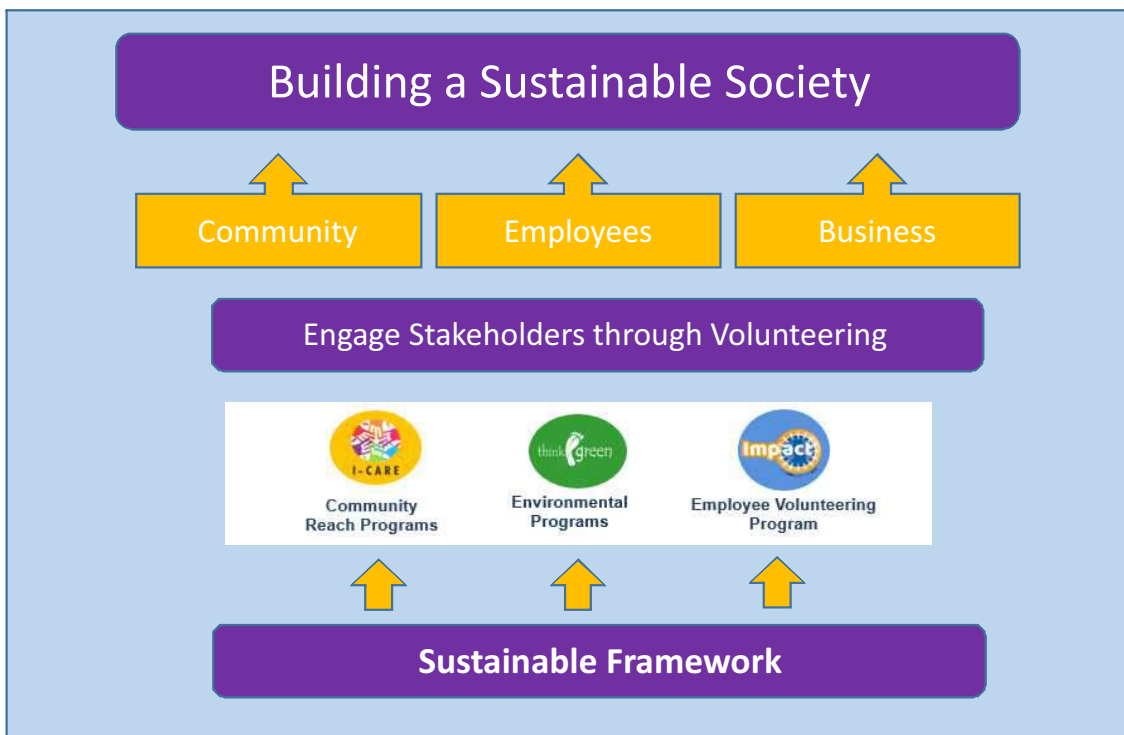 Building a Sustainable Society
Community
Employees
Business
Engage Stakeholders through Volunteering
I-CARE
think green
Impact
Community
Reach Programs
Environmental
Programs
Employee Volunteering
Program
Sustainable Framework